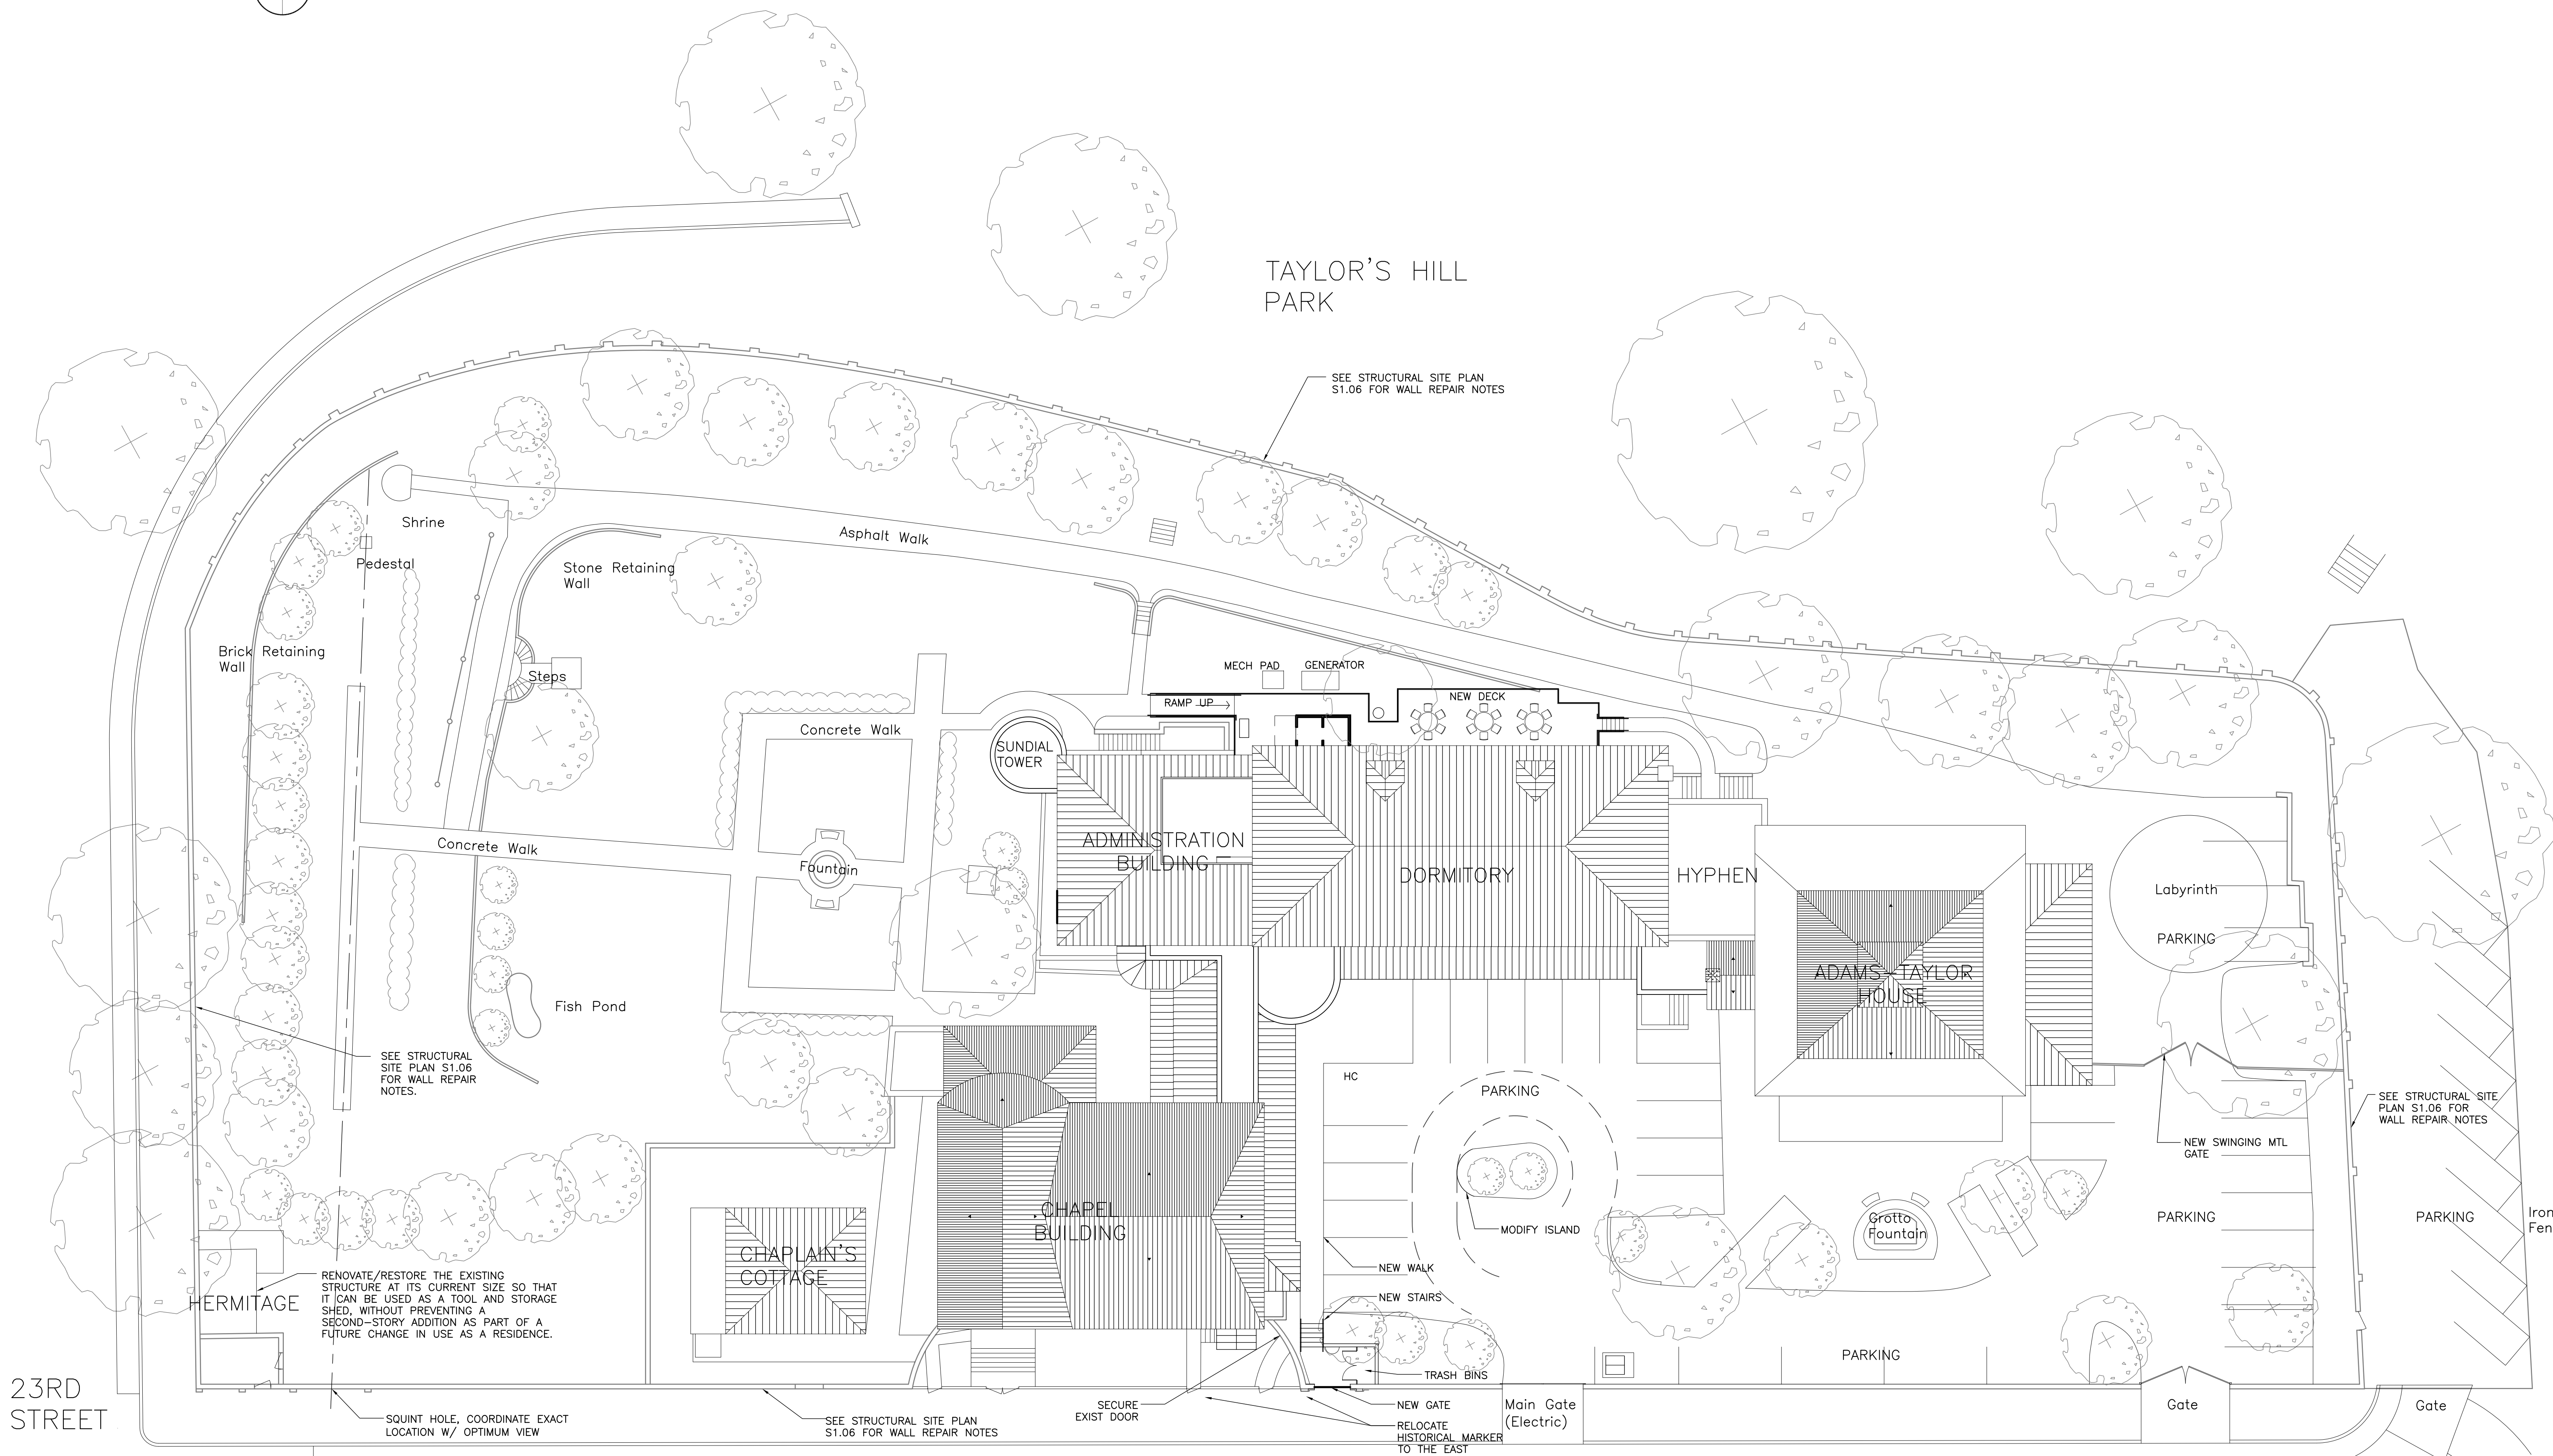 TAYLOR'S HILL
PARK
SEE STRUCTURAL SITE PLAN
S1.06 FOR WALL REPAIR NOTES
Shrine
Asphalt Walk
Pedestal
Stone Retaining
Wall
Brick Retaining
Wall
Steps
MECH PAD
GENERATOR
RAMP UP
NEW DECK
Concrete Walk
SUNDIAL
TOWER
ADMINISTRATION
BUILDING
DORMITORY
HYPHEN
Concrete Walk
Fountain
Labyrinth
PARKING
ADAMS-TAYLOR
HOUSE
Fish Pond
SEE STRUCTURAL
SITE PLAN S1.06
FOR WALL REPAIR
NOTES.
HC
PARKING
SEE STRUCTURAL SITE
PLAN S1.06 FOR
WALL REPAIR NOTES
NEW SWINGING MTL
GATE
CHAPEL
BUILDING
MODIFY ISLAND
Grotto
Fountain
PARKING
PARKING
Iron
Fen
CHAPLAIN'S
COTTAGE
NEW WALK
HERMITAGE
RENOVATE/RESTORE THE EXISTING
STRUCTURE AT ITS CURRENT SIZE SO THAT
IT CAN BE USED AS A TOOL AND STORAGE
SHED, WITHOUT PREVENTING A
SECOND-STORY ADDITION AS PART OF A
FUTURE CHANGE IN USE AS A RESIDENCE.
NEW STAIRS
PARKING
TRASH BINS
23RD
STREET
SQUINT HOLE, COORDINATE EXACT
LOCATION W/ OPTIMUM VIEW
SEE STRUCTURAL SITE PLAN
S1.06 FOR WALL REPAIR NOTES
SECURE
EXIST DOOR
NEW GATE
RELOCATE
HISTORICAL MARKER
TO THE EAST
Main Gate
(Electric)
Gate
Gate